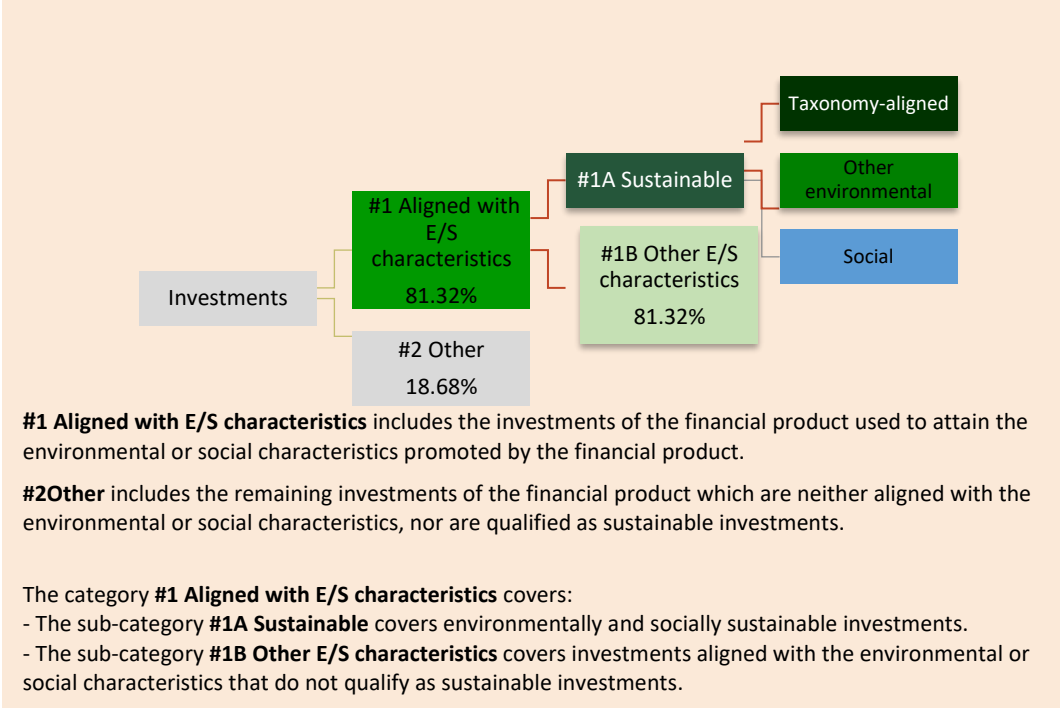 Taxonomy-aligned
#1A Sustainable
Other
environmental
#1 Aligned with
E/S
characteristics
81.32%
#1B Other E/S
characteristics
81.32%
Social
Investments
#2 Other
18.68%
#1 Aligned with E/S characteristics includes the investments of the financial product used to attain the
environmental or social characteristics promoted by the financial product.
#2Other includes the remaining investments of the financial product which are neither aligned with the
environmental or social characteristics, nor are qualified as sustainable investments.
The category #1 Aligned with E/S characteristics covers:
- The sub-category #1A Sustainable covers environmentally and socially sustainable investments.
- The sub-category #1B Other E/S characteristics covers investments aligned with the environmental or
social characteristics that do not qualify as sustainable investments.